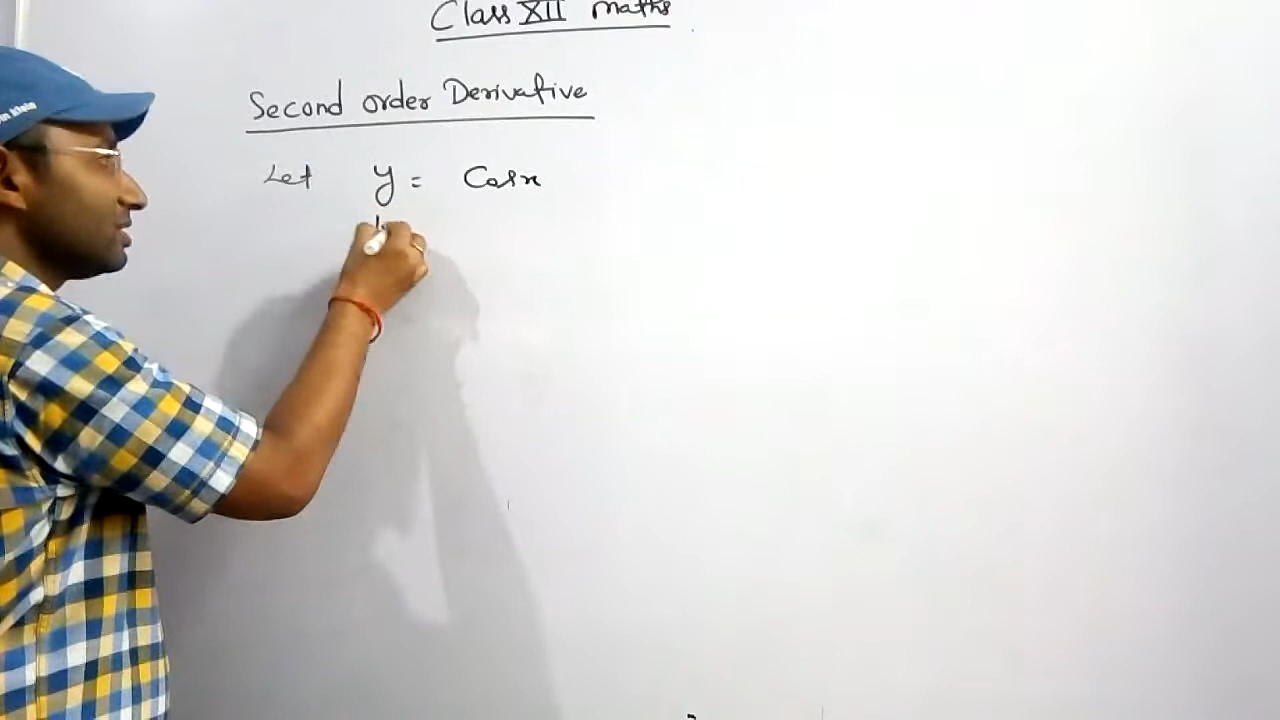 Class XII Maths
Second order Derivative
Let y = Cosx